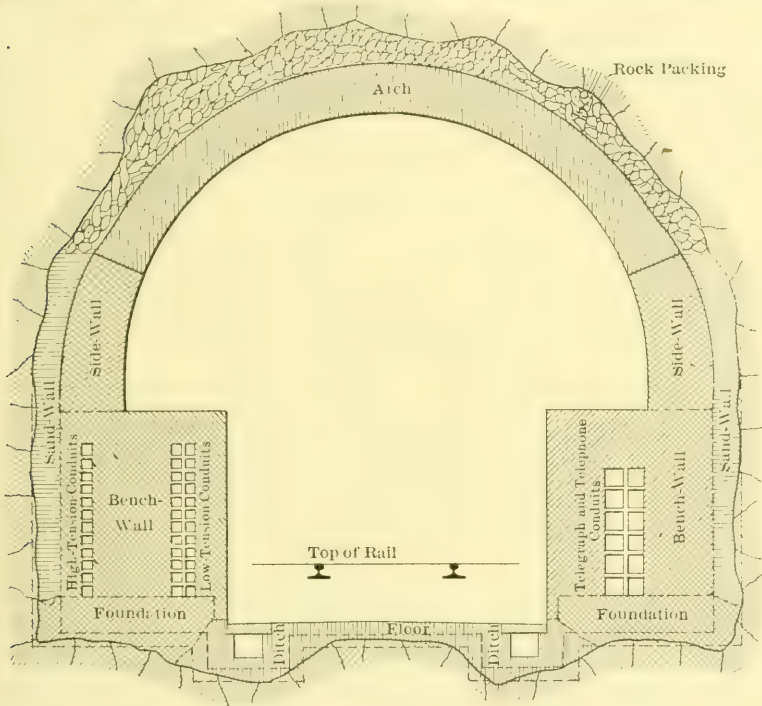 Rock Packing
Arch
Side-Wall
Side-Wall
Sand-Wall
Sand-Wall
High-Tension Conduits
Bench-
Wall
Low-Tension Conduits
Telegraph and Telephone
Conduits
Bench-Wall
Top of Rail
Foundation
Foundation
Ditch
Floor
Ditch